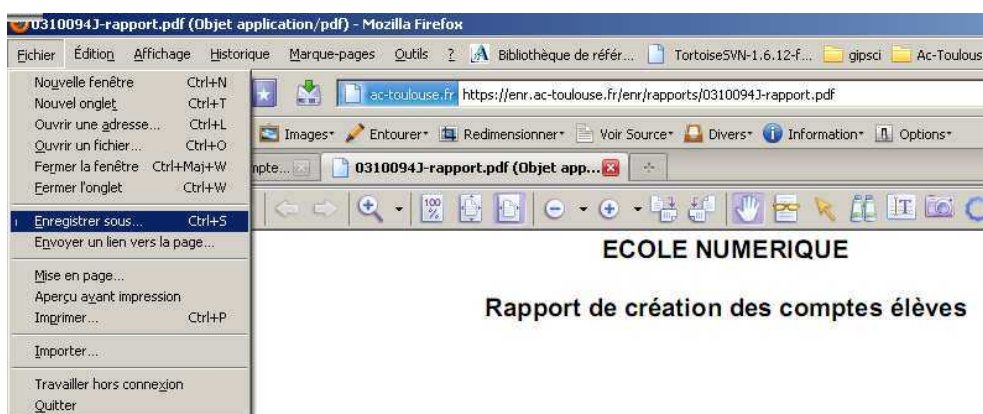 0310094J-rapport.pdf (Objet application/pdf) - Mozilla Firefox
Fichier Édition Affichage Historique Marque-pages Outils ? Bibliothèque de référ... TortoiseSVN-1.6.12-f... gipsci Ac-Toulous
Nouvelle fenêtre Ctrl+N
Nouvel onglet Ctrl+T
Ouvrir une adresse... Ctrl+L
Ouvrir un fichier... Ctrl+O
Fermer la fenêtre Ctrl+Maj+W
Fermer l'onglet Ctrl+W
Enregistrer sous... Ctrl+S
Envoyer un lien vers la page...
Mise en page...
Aperçu avant impression
Imprimer... Ctrl+P
Importer...
Travailler hors connexion
Quitter
ac-toulouse.fr https://enr.ac-toulouse.fr/enr/rapports/0310094J-rapport.pdf
Images Entourer Redimensionner Voir Source Divers Information Options
mpte... 0310094J-rapport.pdf (Objet app...
100 %
ECOLE NUMERIQUE
Rapport de création des comptes élèves